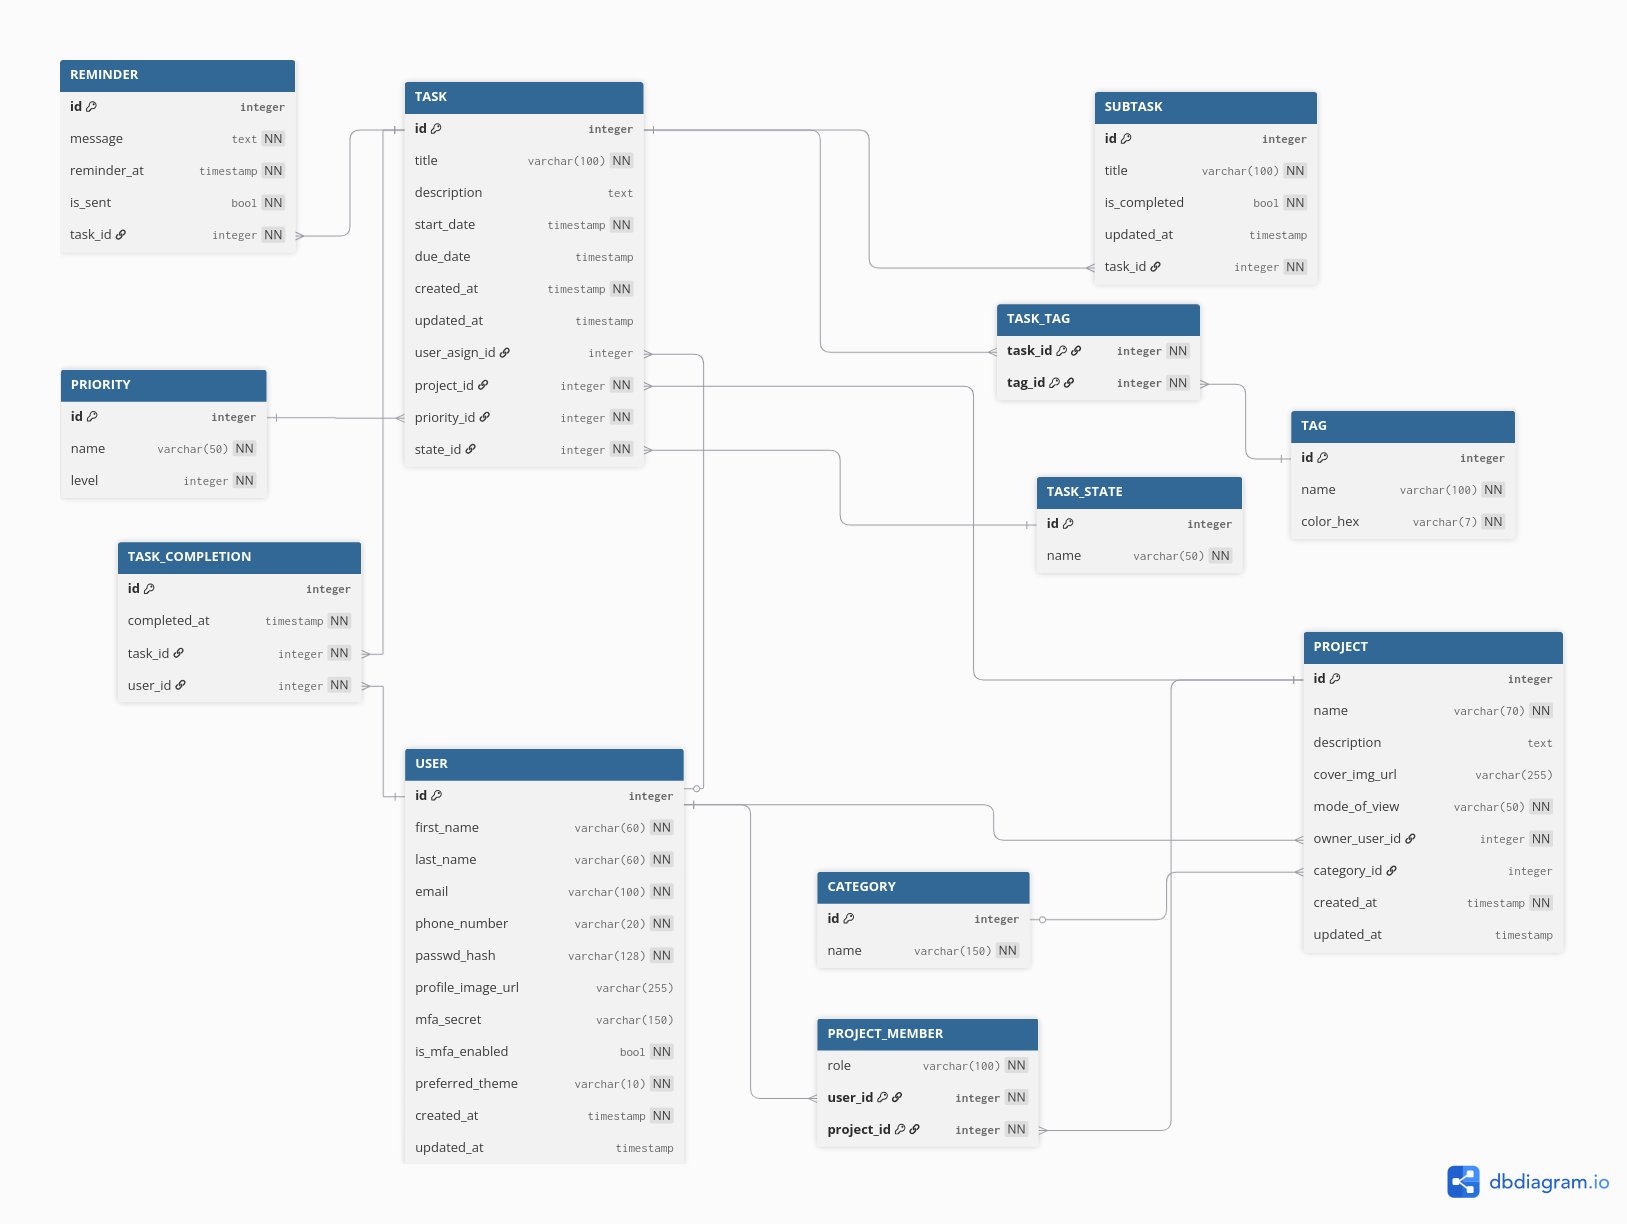 REMINDER
id integer
message text NN
reminder_at timestamp NN
is_sent bool NN
task_id integer NN
TASK
id integer
title varchar(100) NN
description text
start_date timestamp NN
due_date timestamp
created_at timestamp NN
updated_at timestamp
user_asign_id integer
project_id integer NN
priority_id integer NN
state_id integer NN
SUBTASK
id integer
title varchar(100) NN
is_completed bool NN
updated_at timestamp
task_id integer NN
TASK_TAG
task_id integer NN
tag_id integer NN
PRIORITY
id integer
name varchar(50) NN
level integer NN
TAG
id integer
name varchar(100) NN
color_hex varchar(7) NN
TASK_STATE
id integer
name varchar(50) NN
TASK_COMPLETION
id integer
completed_at timestamp NN
task_id integer NN
user_id integer NN
PROJECT
id integer
name varchar(70) NN
description text
cover_img_url varchar(255)
mode_of_view varchar(50) NN
owner_user_id integer NN
category_id integer
created_at timestamp NN
updated_at timestamp
USER
id integer
first_name varchar(60) NN
last_name varchar(60) NN
email varchar(100) NN
phone_number varchar(20) NN
passwd_hash varchar(128) NN
profile_image_url varchar(255)
mfa_secret varchar(150)
is_mfa_enabled bool NN
preferred_theme varchar(10) NN
created_at timestamp NN
updated_at timestamp
CATEGORY
id integer
name varchar(150) NN
PROJECT_MEMBER
role varchar(100) NN
user_id integer NN
project_id integer NN
dbdiagram.io